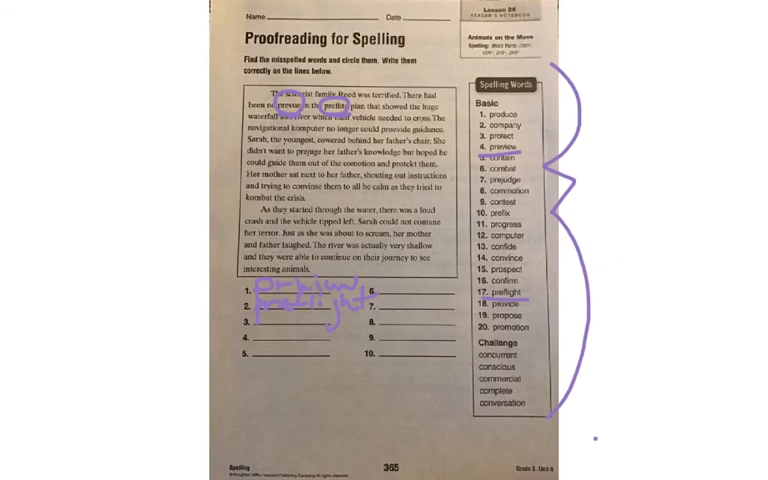 Name Date
Lesson 26
READER'S NOTEBOOK
Proofreading for Spelling
Animals on the Move
Spelling: Word Parts: com-,
con-, pre-, pro-
Find the misspelled words and circle them. Write them
correctly on the lines below.
The scientist family Reed was terrified. There had
been no prevue in the preflite plan that showed the huge
waterfall and river which their vehicle needed to cross. The
navigational komputer no longer could proovide guidance.
Sarah, the youngest, cowered behind her father's chair. She
didn't want to prejuge her father's knowledge but hoped he
could guide them out of the comotion and protekt them.
Her mother sat next to her father, shouting out instructions
and trying to convinse them to all be calm as they tried to
kombat the crisis.
As they started through the water, there was a loud
crash and the vehicle tipped left. Sarah could not contane
her terror. Just as she was about to scream, her mother
and father laughed. The river was actually very shallow
and they were able to continue on their journey to see
interesting animals.
1. preview
2. preflight
3.
4.
5.
6.
7.
8.
9.
10.
Spelling Words
Basic
1. produce
2. company
3. protect
4. preview
5. contain
6. combat
7. prejudge
8. commotion
9. contest
10. prefix
11. progress
12. computer
13. confide
14. convince
15. prospect
16. confirm
17. preflight
18. provide
19. propose
20. promotion
Challenge
concurrent
conscious
commercial
complete
conversation
Spelling
365
Grade 5, Unit 6